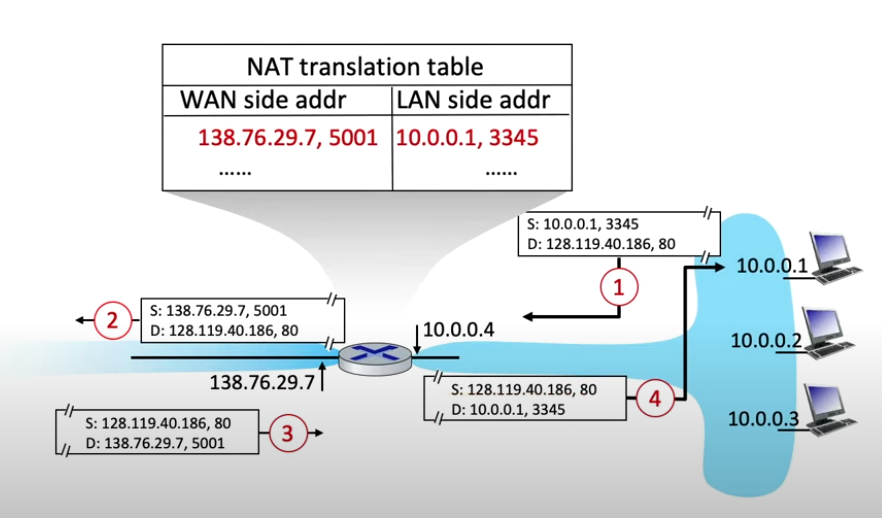 NAT translation table
WAN side addr LAN side addr
138.76.29.7, 5001 10.0.0.1, 3345
...... ......
S: 10.0.0.1, 3345
D: 128.119.40.186, 80
1
10.0.0.1
2
S: 138.76.29.7, 5001
D: 128.119.40.186, 80
10.0.0.4
10.0.0.2
138.76.29.7
S: 128.119.40.186, 80
D: 10.0.0.1, 3345
4
10.0.0.3
S: 128.119.40.186, 80
D: 138.76.29.7, 5001
3